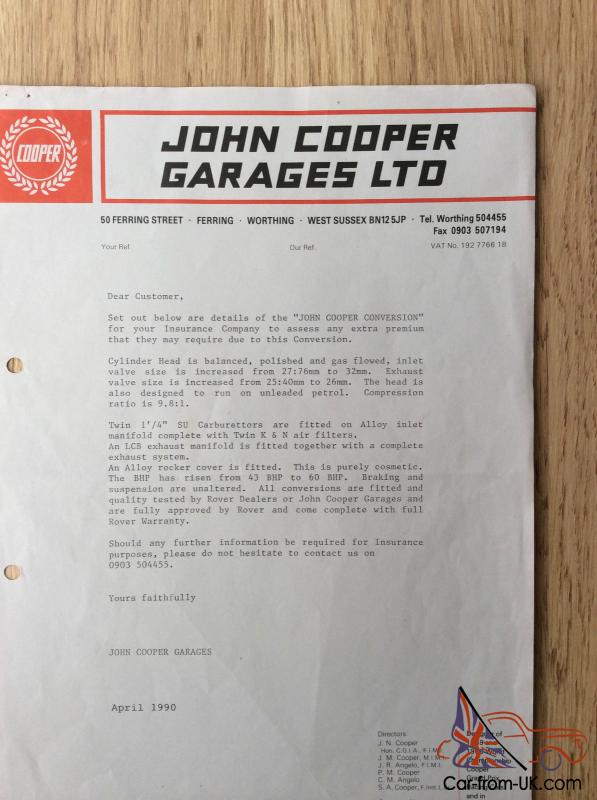 COOPER
JOHN COOPER
GARAGES LTD
50 FERRING STREET · FERRING · WORTHING · WEST SUSSEX BN12 5JP · Tel. Worthing 504455
Fax 0903 507194
Your Ref. Our Ref. VAT No. 192 7766 18
Dear Customer,
Set out below are details of the "JOHN COOPER CONVERSION"
for your Insurance Company to assess any extra premium
that they may require due to this Conversion.
Cylinder Head is balanced, polished and gas flowed, inlet
valve size is increased from 27:76mm to 32mm. Exhaust
valve size is increased from 25:40mm to 26mm. The head is
also designed to run on unleaded petrol. Compression
ratio is 9.8:1.
Twin 1'/4" SU Carburettors are fitted on Alloy inlet
manifold complete with Twin K & N air filters.
An LCB exhaust manifold is fitted together with a complete
exhaust system.
An Alloy rocker cover is fitted. This is purely cosmetic.
The BHP has risen from 43 BHP to 60 BHP. Braking and
suspension are unaltered. All conversions are fitted and
quality tested by Rover Dealers or John Cooper Garages and
are fully approved by Rover and come complete with full
Rover Warranty.
Should any further information be required for insurance
purposes, please do not hesitate to contact us on
0903 504455.
Yours faithfully
JOHN COOPER GARAGES
April 1990
Directors
J. N. Cooper
Hon. C.G.I.A., F.I.M.I.
J. M. Cooper, M.I.M.I.
J. R. Angelo, F.I.M.I.
P. M. Cooper
C. M. Angelo
S. A. Cooper, F.Inst.
of
Cooper
and in
Car-from-UK.com